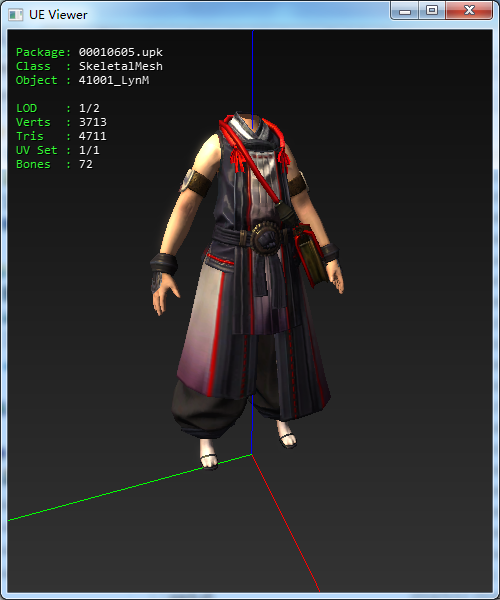 UE Viewer
Package: 00010605.upk
Class : SkeletalMesh
Object : 41001_LynM
LOD : 1/2
Verts : 3713
Tris : 4711
UV Set : 1/1
Bones : 72